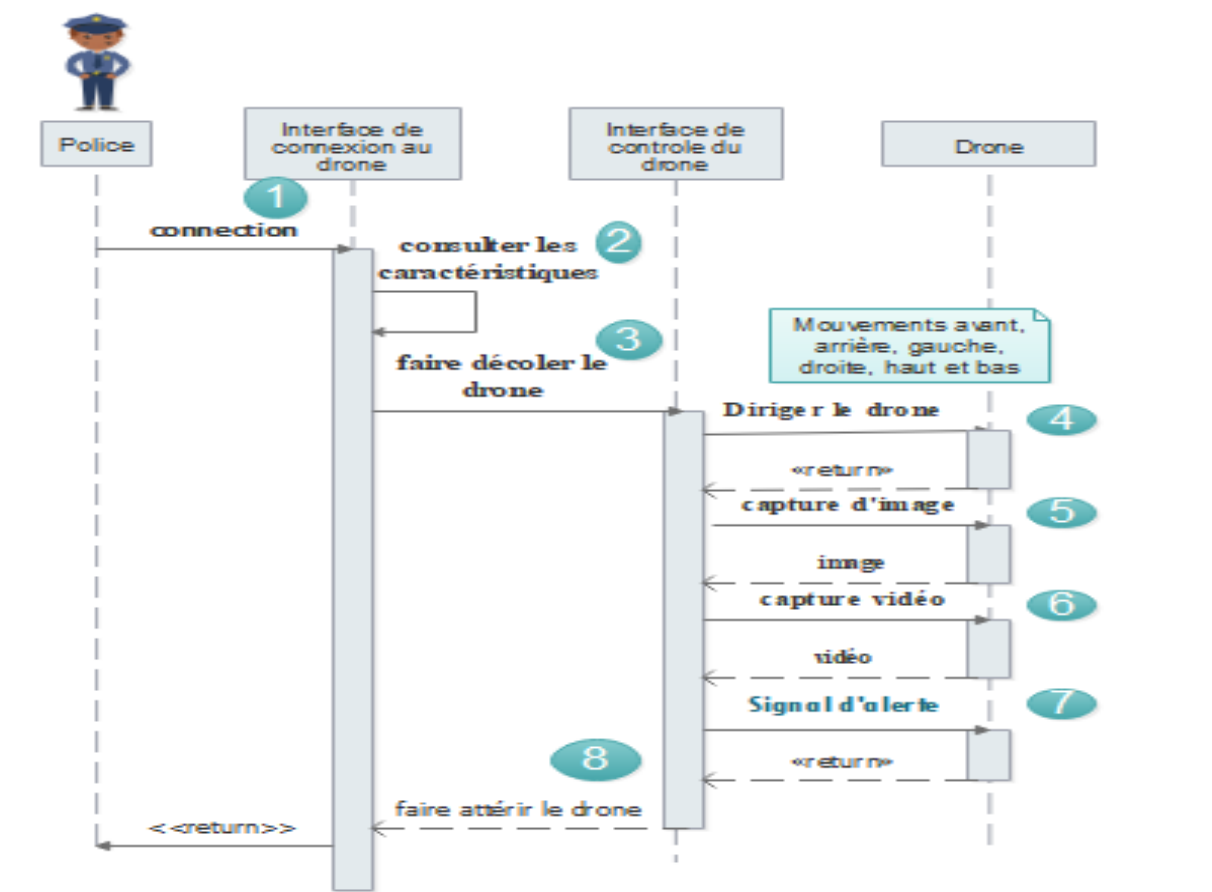 Police
Interface de
connexion au
drone
Interface de
controle du
drone
Drone
1
connection
consulter les
caractéristiques
2
3
faire décoler le
drone
Mouvements avant,
arrière, gauche,
droite, haut et bas
Diriger le drone
4
«return»
capture d'image
5
image
capture vidéo
6
vidéo
Signal d'alerte
7
«return»
8
faire attérir le drone
<<return>>